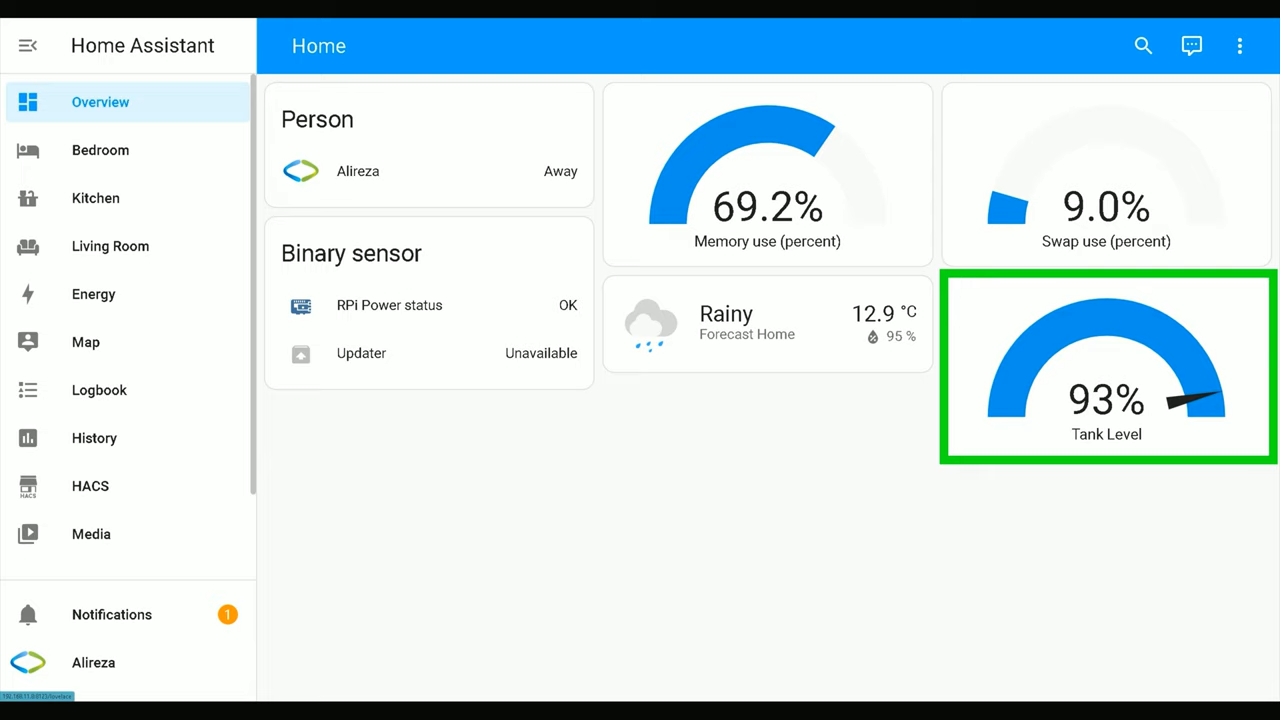 Home Assistant
Home
Overview
Bedroom
Kitchen
Living Room
Energy
Map
Logbook
History
HACS
HACS
Media
Notifications
1
Alireza
Person
Alireza
Away
Binary sensor
RPi Power status
OK
Updater
Unavailable
69.2%
Memory use (percent)
Rainy
12.9 °C
Forecast Home
95 %
9.0%
Swap use (percent)
93%
Tank Level